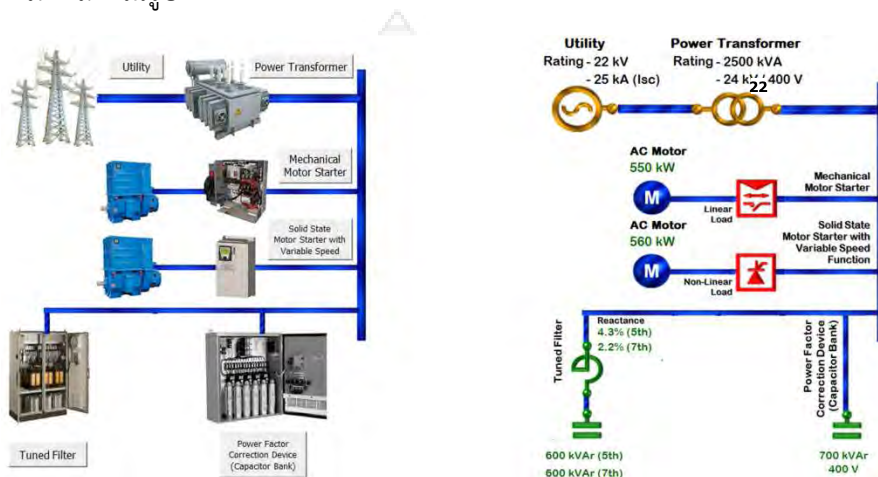 Utility
Power Transformer
Mechanical
Motor Starter
Solid State
Motor Starter with
Variable Speed
Tuned Filter
Power Factor
Correction Device
(Capacitor Bank)
Utility
Rating - 22 kV
- 25 kA (Isc)
Power Transformer
Rating - 2500 kVA
- 24 kV / 400 V
22
AC Motor
550 kW
M
Linear
Load
Mechanical
Motor Starter
AC Motor
560 kW
M
Non-Linear
Load
Solid State
Motor Starter with
Variable Speed
Function
Tuned Filter
Reactance
4.3% (5th)
2.2% (7th)
600 kVAr (5th)
600 kVAr (7th)
Power Factor
Correction Device
(Capacitor Bank)
700 kVAr
400 V